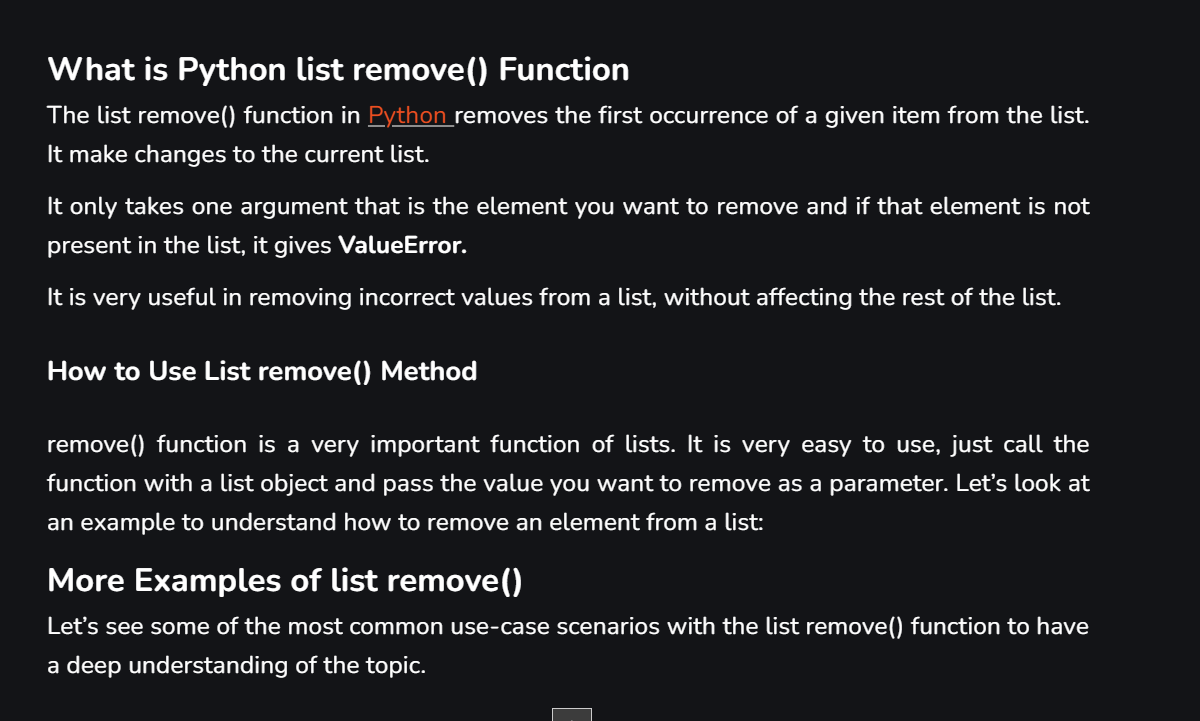 What is Python list remove() Function
The list remove() function in Python removes the first occurrence of a given item from the list.
It make changes to the current list.
It only takes one argument that is the element you want to remove and if that element is not
present in the list, it gives ValueError.
It is very useful in removing incorrect values from a list, without affecting the rest of the list.
How to Use List remove() Method
remove() function is a very important function of lists. It is very easy to use, just call the
function with a list object and pass the value you want to remove as a parameter. Let’s look at
an example to understand how to remove an element from a list:
More Examples of list remove()
Let’s see some of the most common use-case scenarios with the list remove() function to have
a deep understanding of the topic.